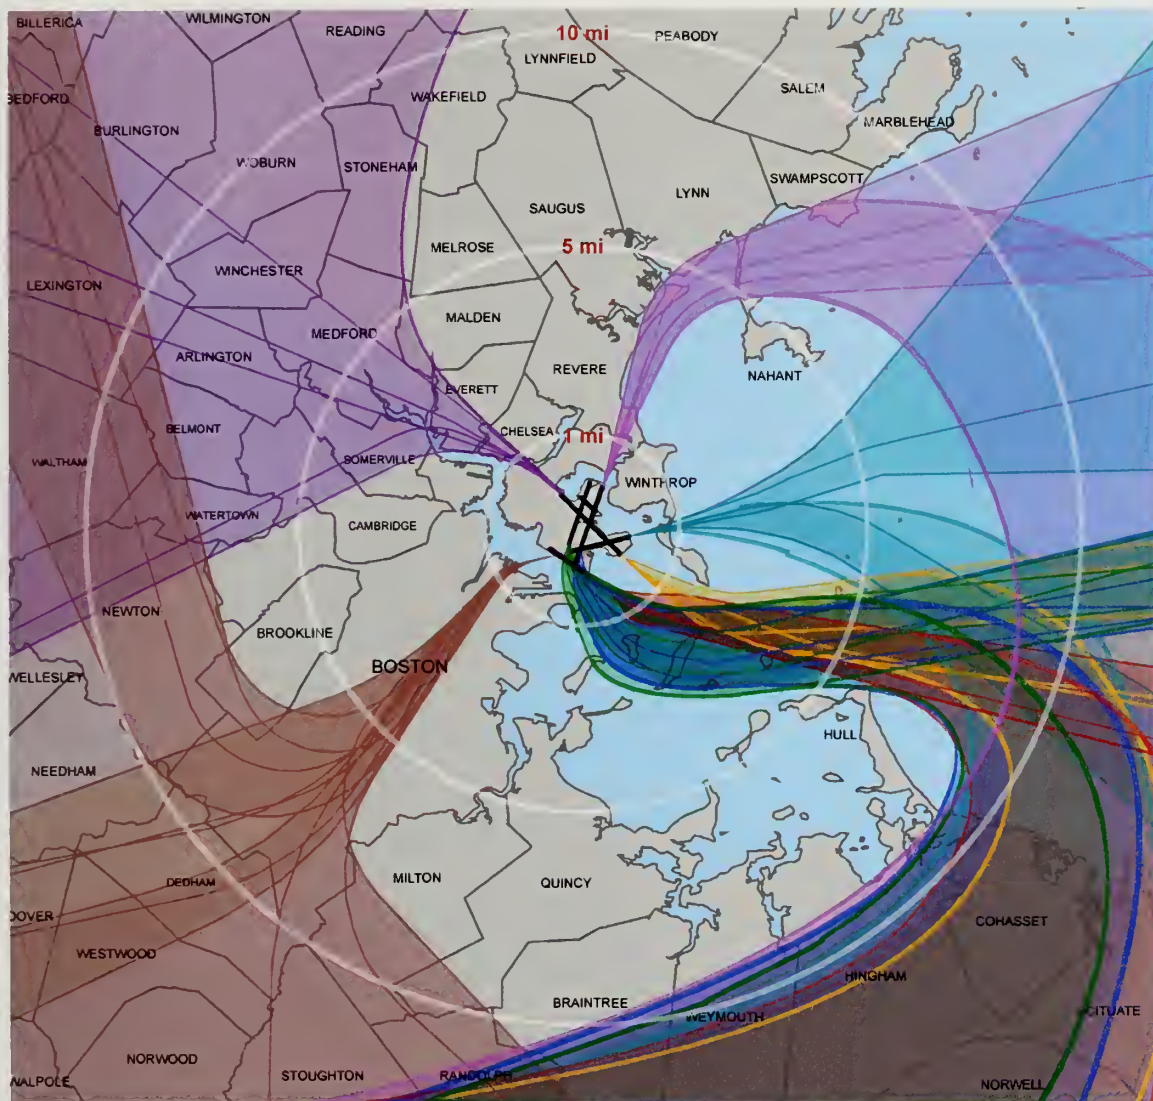 BILLERICA
WILMINGTON
READING
10 mi
PEABODY
LYNNFIELD
SALEM
BEDFORD
WAKEFIELD
MARBLEHEAD
BURLINGTON
WOBURN
STONEHAM
SWAMPSCOTT
LYNN
SAUGUS
MELROSE
5 mi
WINCHESTER
LEXINGTON
MALDEN
MEDFORD
ARLINGTON
REVERE
NAHANT
EVERETT
BELMONT
CHELSEA
1 mi
SOMERVILLE
WALTHAM
WINTHROP
WATERTOWN
CAMBRIDGE
NEWTON
BROOKLINE
BOSTON
WELLESLEY
HULL
NEEDHAM
MILTON
QUINCY
DEDHAM
DOVER
COHASSET
WESTWOOD
HINGHAM
BRAINTREE
WEYMOUTH
CITUATE
NORWOOD
STOUGHTON
RANDOLPH
WALPOLE
NORWELL